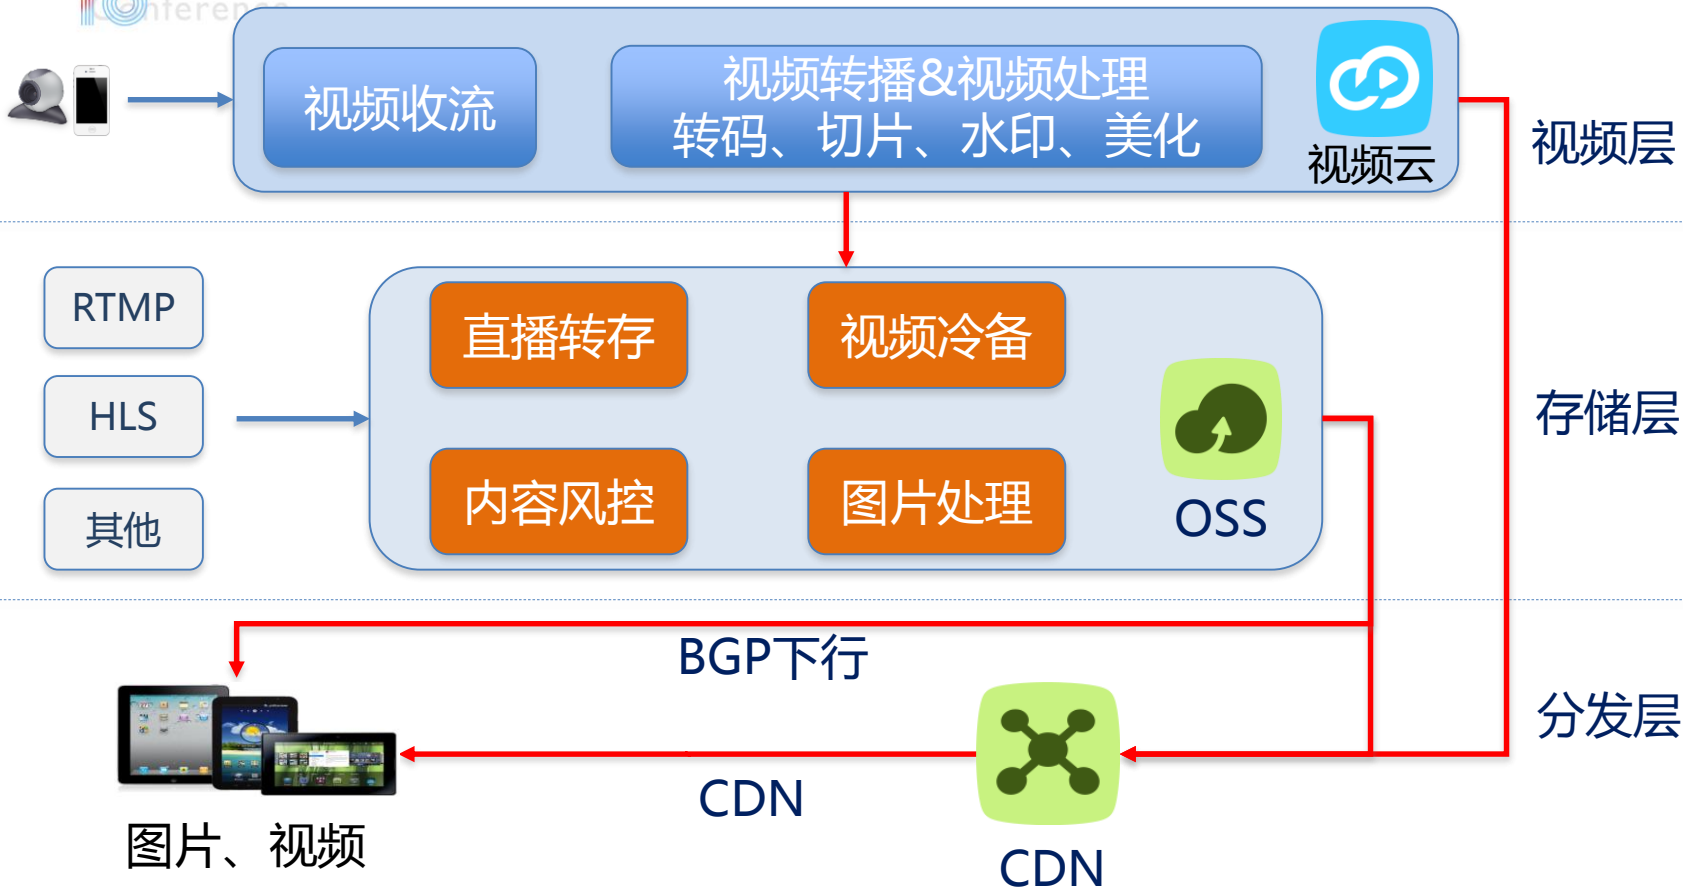 Conference
视频收流
视频转播&视频处理
转码、切片、水印、美化
视频云
视频层
RTMP
HLS
其他
直播转存
视频冷备
内容风控
图片处理
OSS
存储层
BGP下行
CDN
CDN
分发层
图片、视频